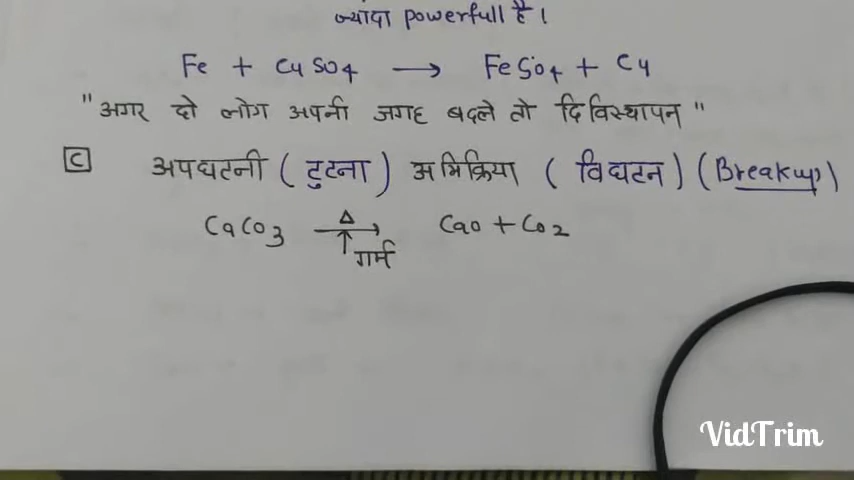 ज्यादा powerfull है।
Fe + CuSO4 → FeSO4 + Cu
"अगर दो लोग अपनी जगह बदले तो दिविस्थापन"
C अपघटनी (टुटना) अभिक्रिया (विघटन) (Breakup)
CaCO3 Δ→ CaO + CO2
↑ गर्म
VidTrim